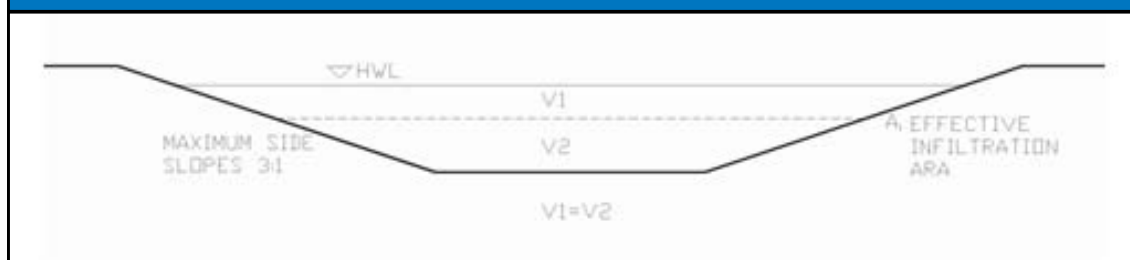 HWL
V1
A, EFFECTIVE
INFILTRATION
ARA
MAXIMUM SIDE
SLOPES 3:1
V2
V1=V2